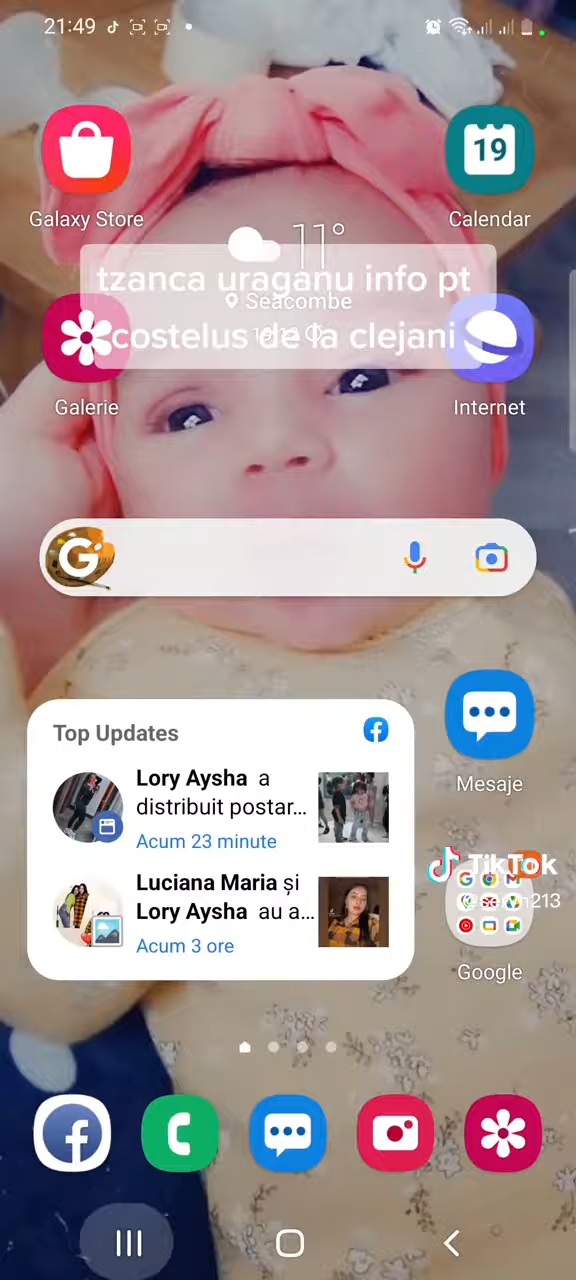 21:49
19
Galaxy Store
Calendar
11°
tzanca uraganu info pt
Seacombe
costelus de la clejani
Galerie
Internet
G
Top Updates
Lory Aysha a
distribuit postar...
Acum 23 minute
Mesaje
Luciana Maria și
Lory Aysha au a...
Acum 3 ore
TikTok
Google